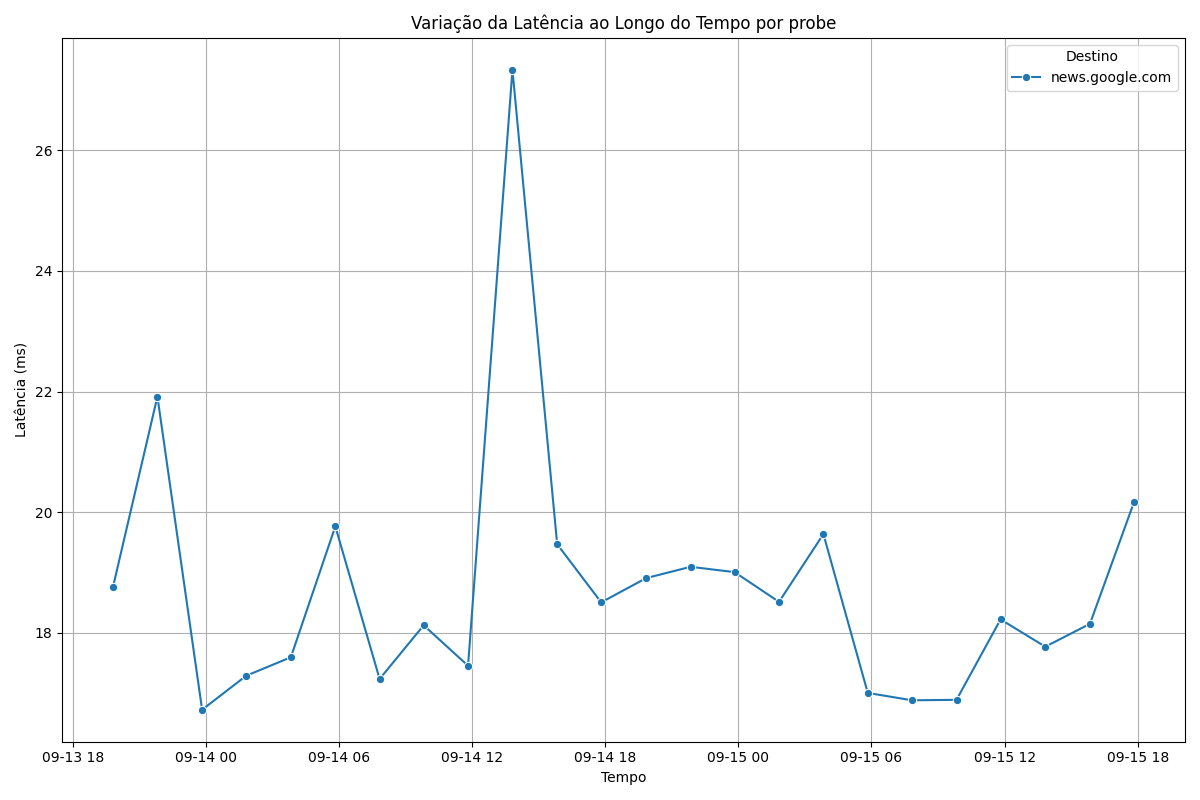 Variação da Latência ao Longo do Tempo por probe
Destino
news.google.com
Latência (ms)
26
24
22
20
18
09-13 18
09-14 00
09-14 06
09-14 12
09-14 18
09-15 00
09-15 06
09-15 12
09-15 18
Tempo